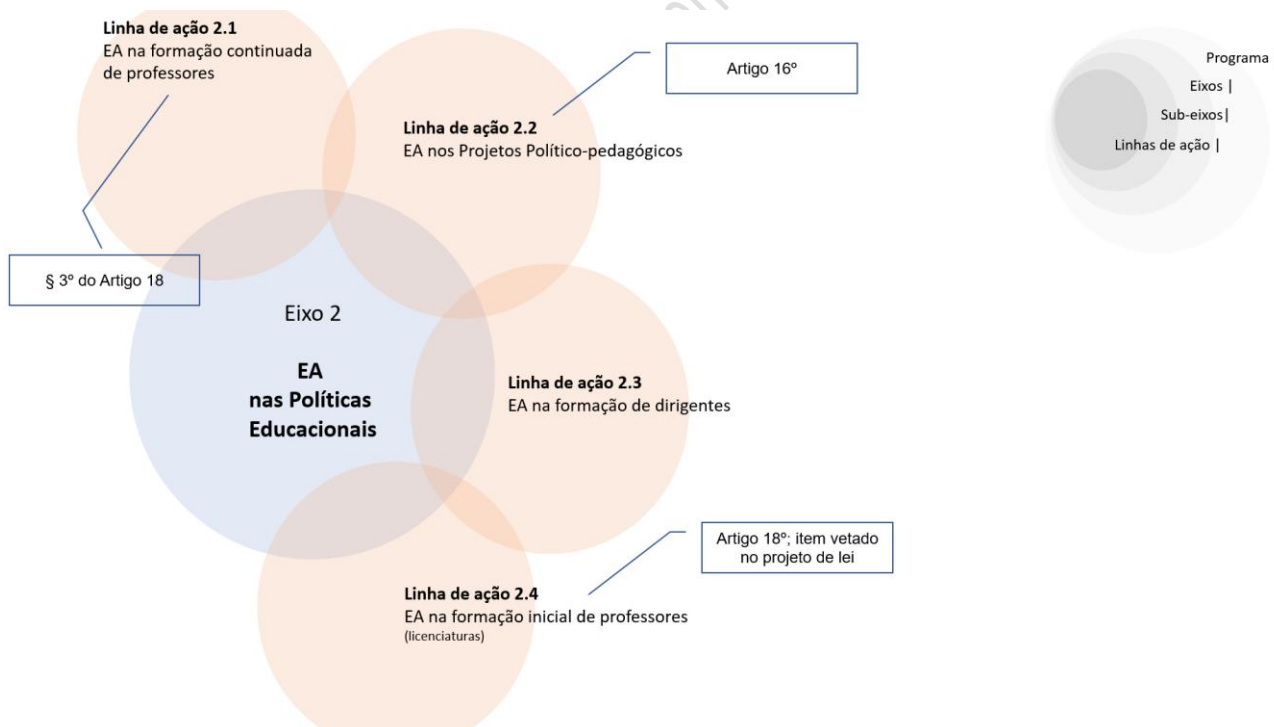 Linha de ação 2.1
EA na formação continuada
de professores
Linha de ação 2.2
EA nos Projetos Político-pedagógicos
Artigo 16º
Programa
Eixos |
Sub-eixos|
Linhas de ação |
§ 3º do Artigo 18
Eixo 2
EA
nas Políticas
Educacionais
Linha de ação 2.3
EA na formação de dirigentes
Artigo 18º; item vetado
no projeto de lei
Linha de ação 2.4
EA na formação inicial de professores
(licenciaturas)